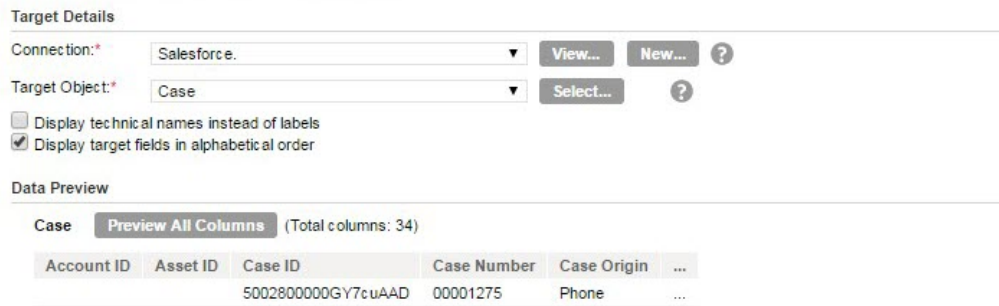 Target Details
Connection:* Salesforce. View... New... ?
Target Object:* Case Select... ?
Display technical names instead of labels
Display target fields in alphabetical order
Data Preview
Case Preview All Columns (Total columns: 34)
Account ID Asset ID Case ID Case Number Case Origin ...
5002800000GY7cuAAD 00001275 Phone ...